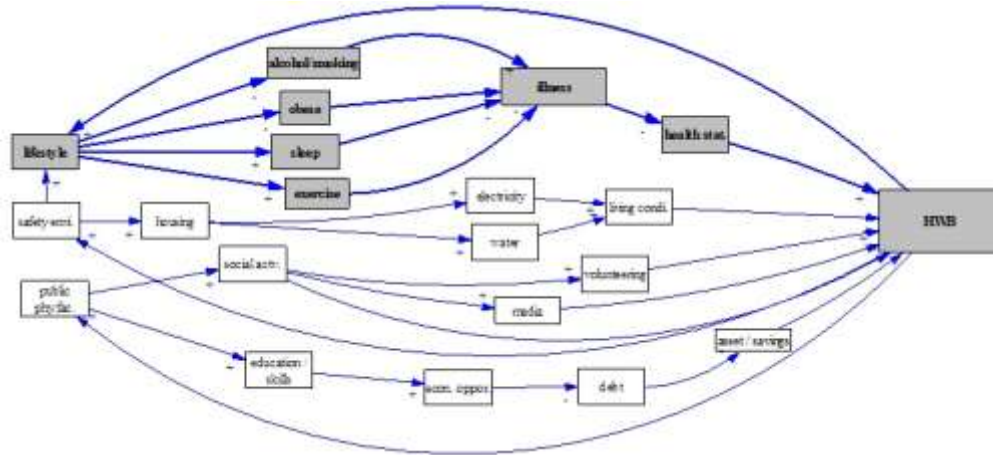 alcohol/smoking
illness
obese
health stat.
lifestyle
sleep
exercise
electricity
safety envi.
housing
living condi.
HWB
water
social actv.
volunteering
public
phy/fac.
media
asset / savings
education /
skills
econ. oppor.
debt